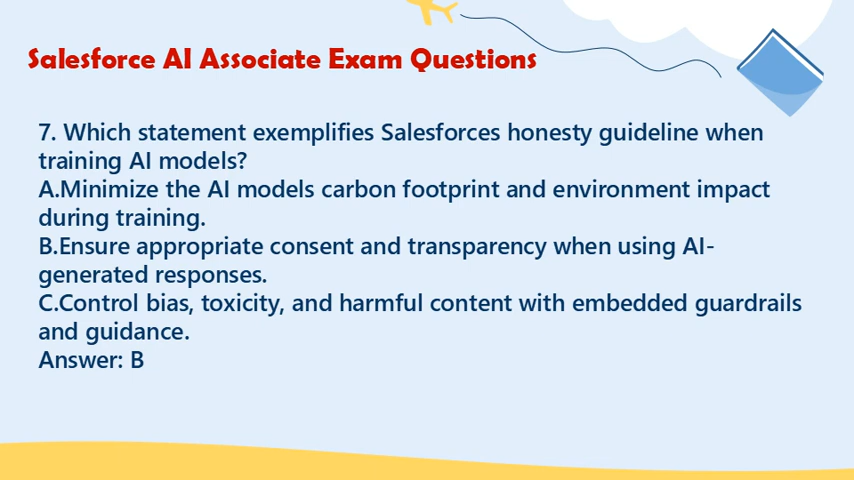 Salesforce AI Associate Exam Questions
7. Which statement exemplifies Salesforces honesty guideline when
training AI models?
A.Minimize the AI models carbon footprint and environment impact
during training.
B.Ensure appropriate consent and transparency when using AI-
generated responses.
C.Control bias, toxicity, and harmful content with embedded guardrails
and guidance.
Answer: B